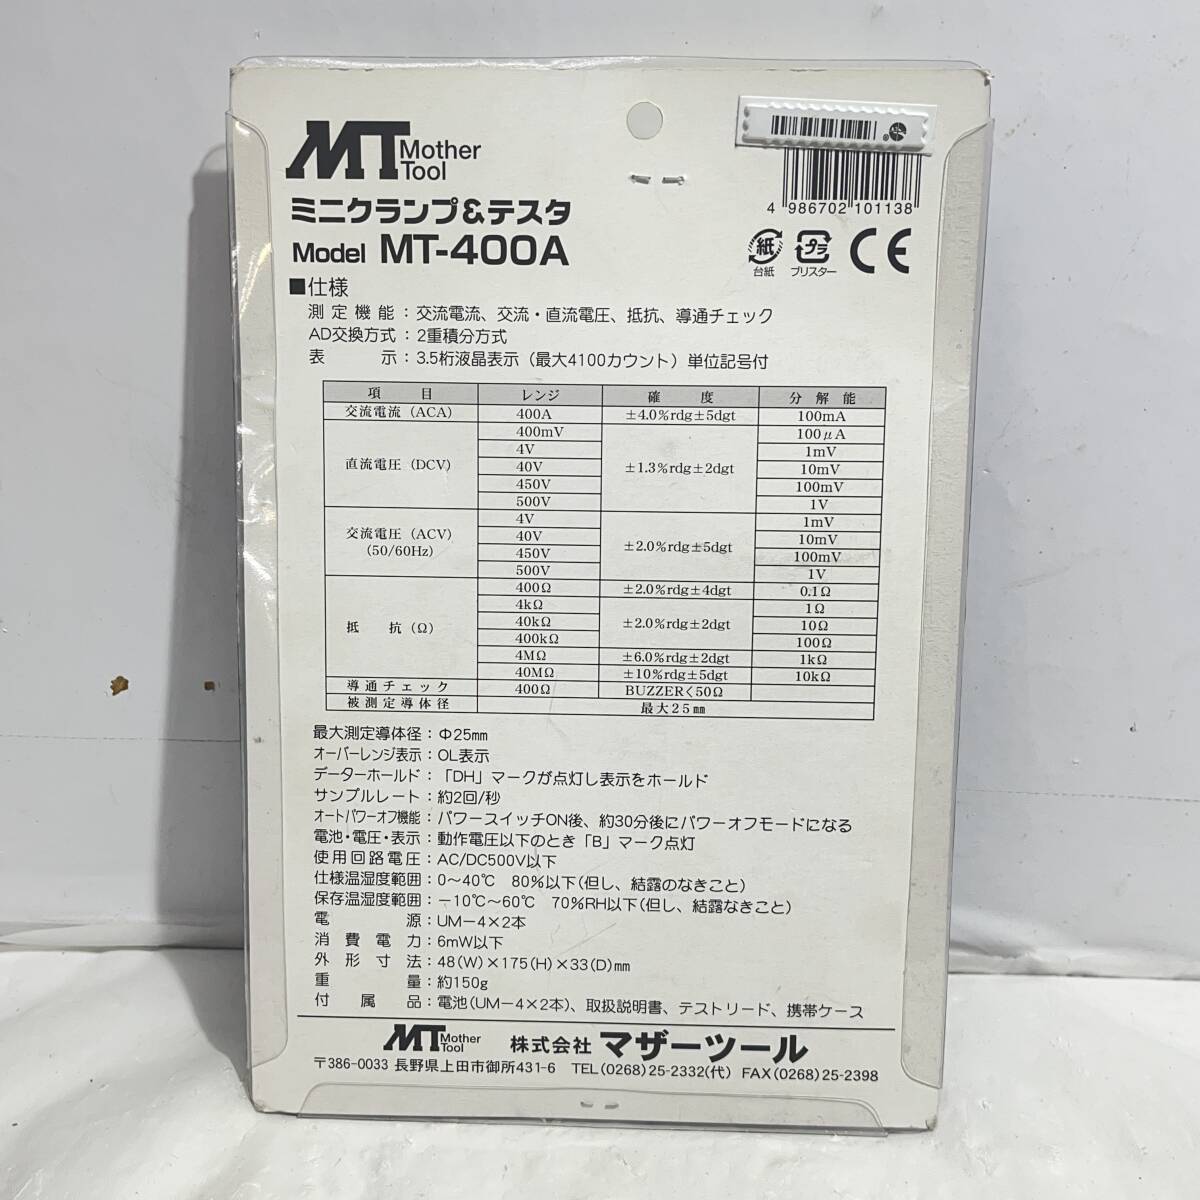 MT Mother Tool
ミニクランプ&テスタ
Model MT-400A
4 986702 101138
紙 プラ CE
台紙 ブリスター
■仕様
測定機能：交流電流、交流・直流電圧、抵抗、導通チェック
AD交換方式：2重積分方式
表示：3.5桁液晶表示（最大4100カウント）単位記号付
項目 レンジ 確度 分解能
交流電流（ACA） 400A ±4.0%rdg±5dgt 100mA
直流電圧（DCV） ±1.3%rdg±2dgt
400mV 100μA
4V 1mV
40V 10mV
450V 100mV
500V 1V
交流電圧（ACV） (50/60Hz) ±2.0%rdg±5dgt
4V 1mV
40V 10mV
450V 100mV
500V 1V
抵抗（Ω）
400Ω ±2.0%rdg±4dgt 0.1Ω
4kΩ 1Ω
40kΩ ±2.0%rdg±2dgt 10Ω
400kΩ 100Ω
4MΩ ±6.0%rdg±2dgt 1kΩ
40MΩ ±10%rdg±5dgt 10kΩ
導通チェック 400Ω BUZZER<50Ω
被測定導体径 最大25㎜
最大測定導体径：Φ25㎜
オーバーレンジ表示：OL表示
データーホールド：「DH」マークが点灯し表示をホールド
サンプルレート：約2回/秒
オートパワーオフ機能：パワースイッチON後、約30分後にパワーオフモードになる
電池・電圧・表示：動作電圧以下のとき「B」マーク点灯
使用回路電圧：AC/DC500V以下
仕様温湿度範囲：0〜40℃ 80%以下(但し、結露のなきこと)
保存温湿度範囲：−10℃〜60℃ 70%RH以下(但し、結露なきこと)
電源：UM−4×2本
消費電力：6mW以下
外形寸法：48(W)×175(H)×33(D)㎜
重量：約150g
付属品：電池(UM−4×2本)、取扱説明書、テストリード、携帯ケース
MT Mother Tool 株式会社 マザーツール
〒386-0033 長野県上田市御所431-6 TEL(0268)25-2332(代) FAX(0268)25-2398